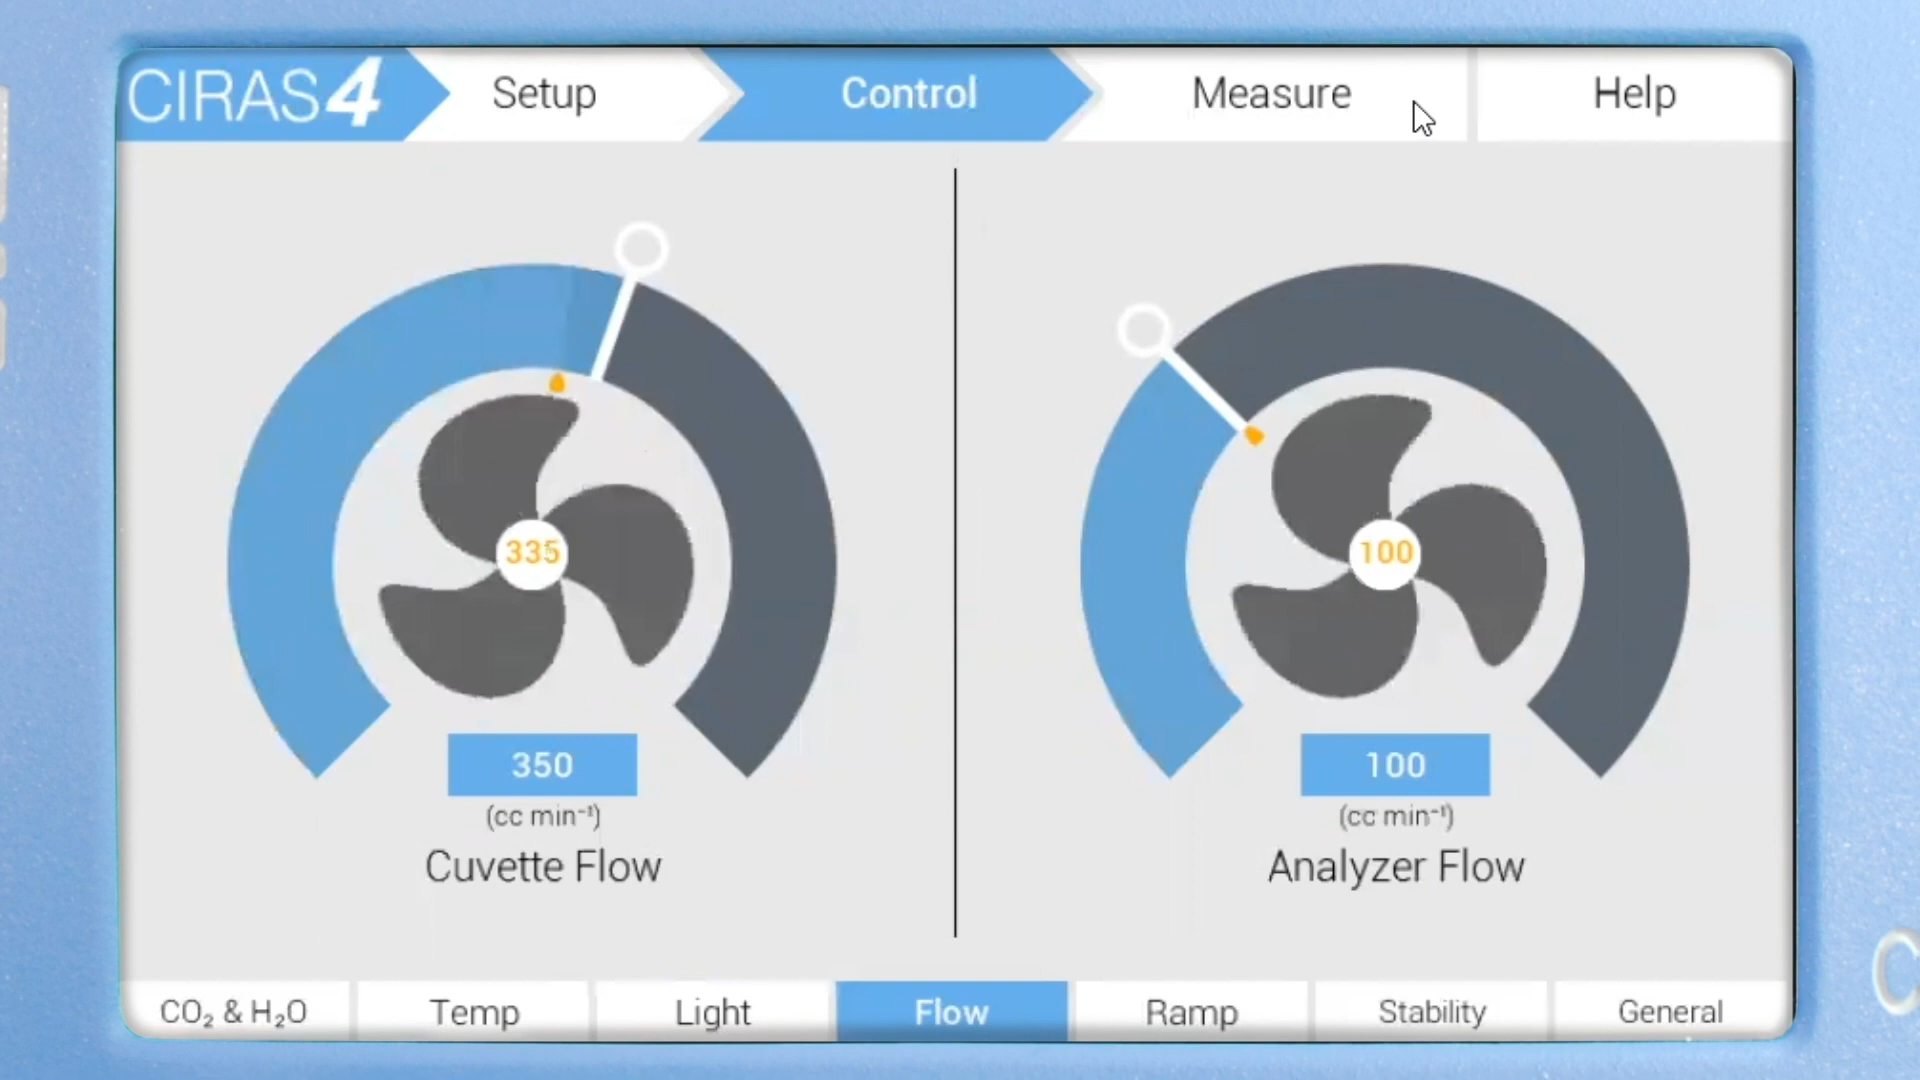 CIRAS4
Setup
Control
Measure
Help
335
350
(cc min⁻¹)
Cuvette Flow
100
100
(cc min⁻¹)
Analyzer Flow
CO₂ & H₂O
Temp
Light
Flow
Ramp
Stability
General